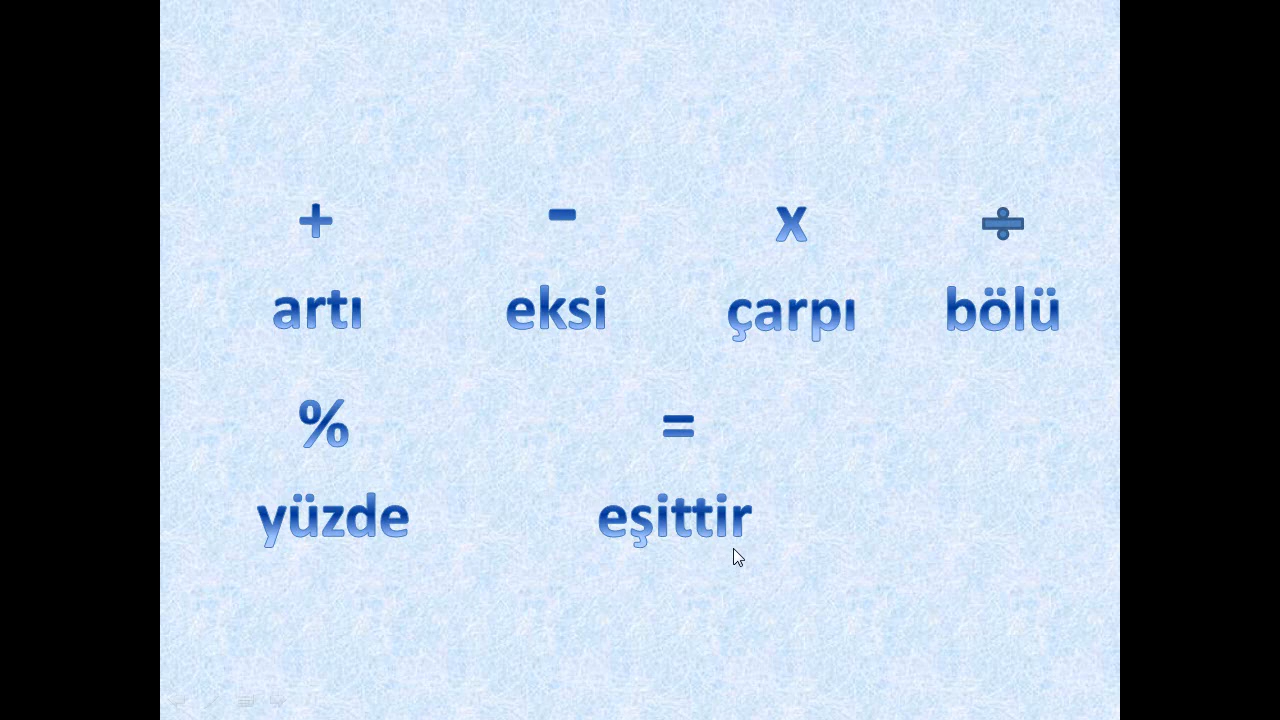 + - x ÷
artı eksi çarpı bölü
% =
yüzde eşittir